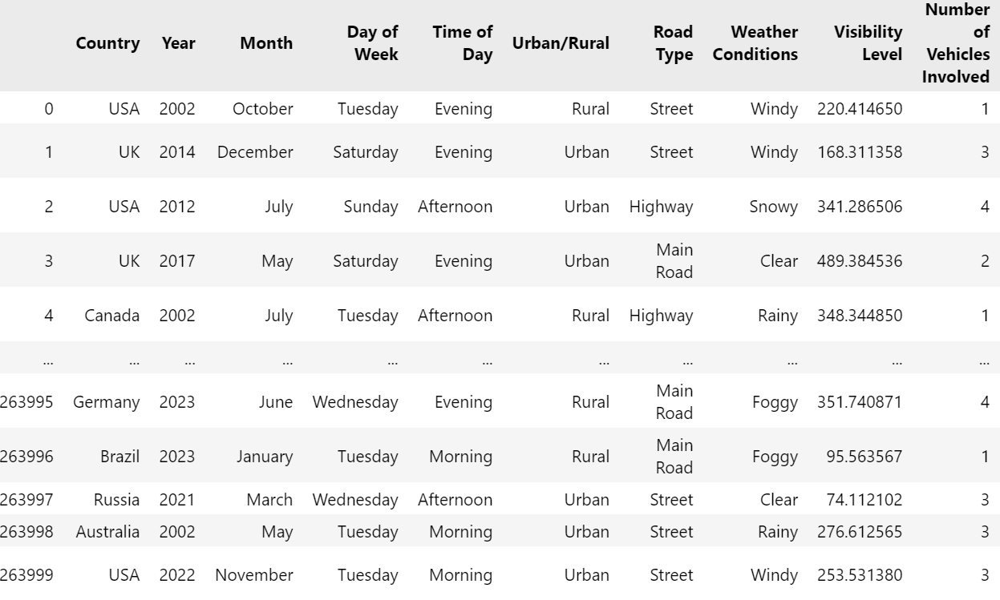 Country Year Month Day of Week Time of Day Urban/Rural Road Type Weather Conditions Visibility Level Number of Vehicles Involved
0 USA 2002 October Tuesday Evening Rural Street Windy 220.414650 1
1 UK 2014 December Saturday Evening Urban Street Windy 168.311358 3
2 USA 2012 July Sunday Afternoon Urban Highway Snowy 341.286506 4
3 UK 2017 May Saturday Evening Urban Main Road Clear 489.384536 2
4 Canada 2002 July Tuesday Afternoon Rural Highway Rainy 348.344850 1
... ... ... ... ... ... ... ... ... ... ...
263995 Germany 2023 June Wednesday Evening Rural Main Road Foggy 351.740871 4
263996 Brazil 2023 January Tuesday Morning Rural Main Road Foggy 95.563567 1
263997 Russia 2021 March Wednesday Afternoon Urban Street Clear 74.112102 3
263998 Australia 2002 May Tuesday Morning Urban Street Rainy 276.612565 3
263999 USA 2022 November Tuesday Morning Urban Street Windy 253.531380 3